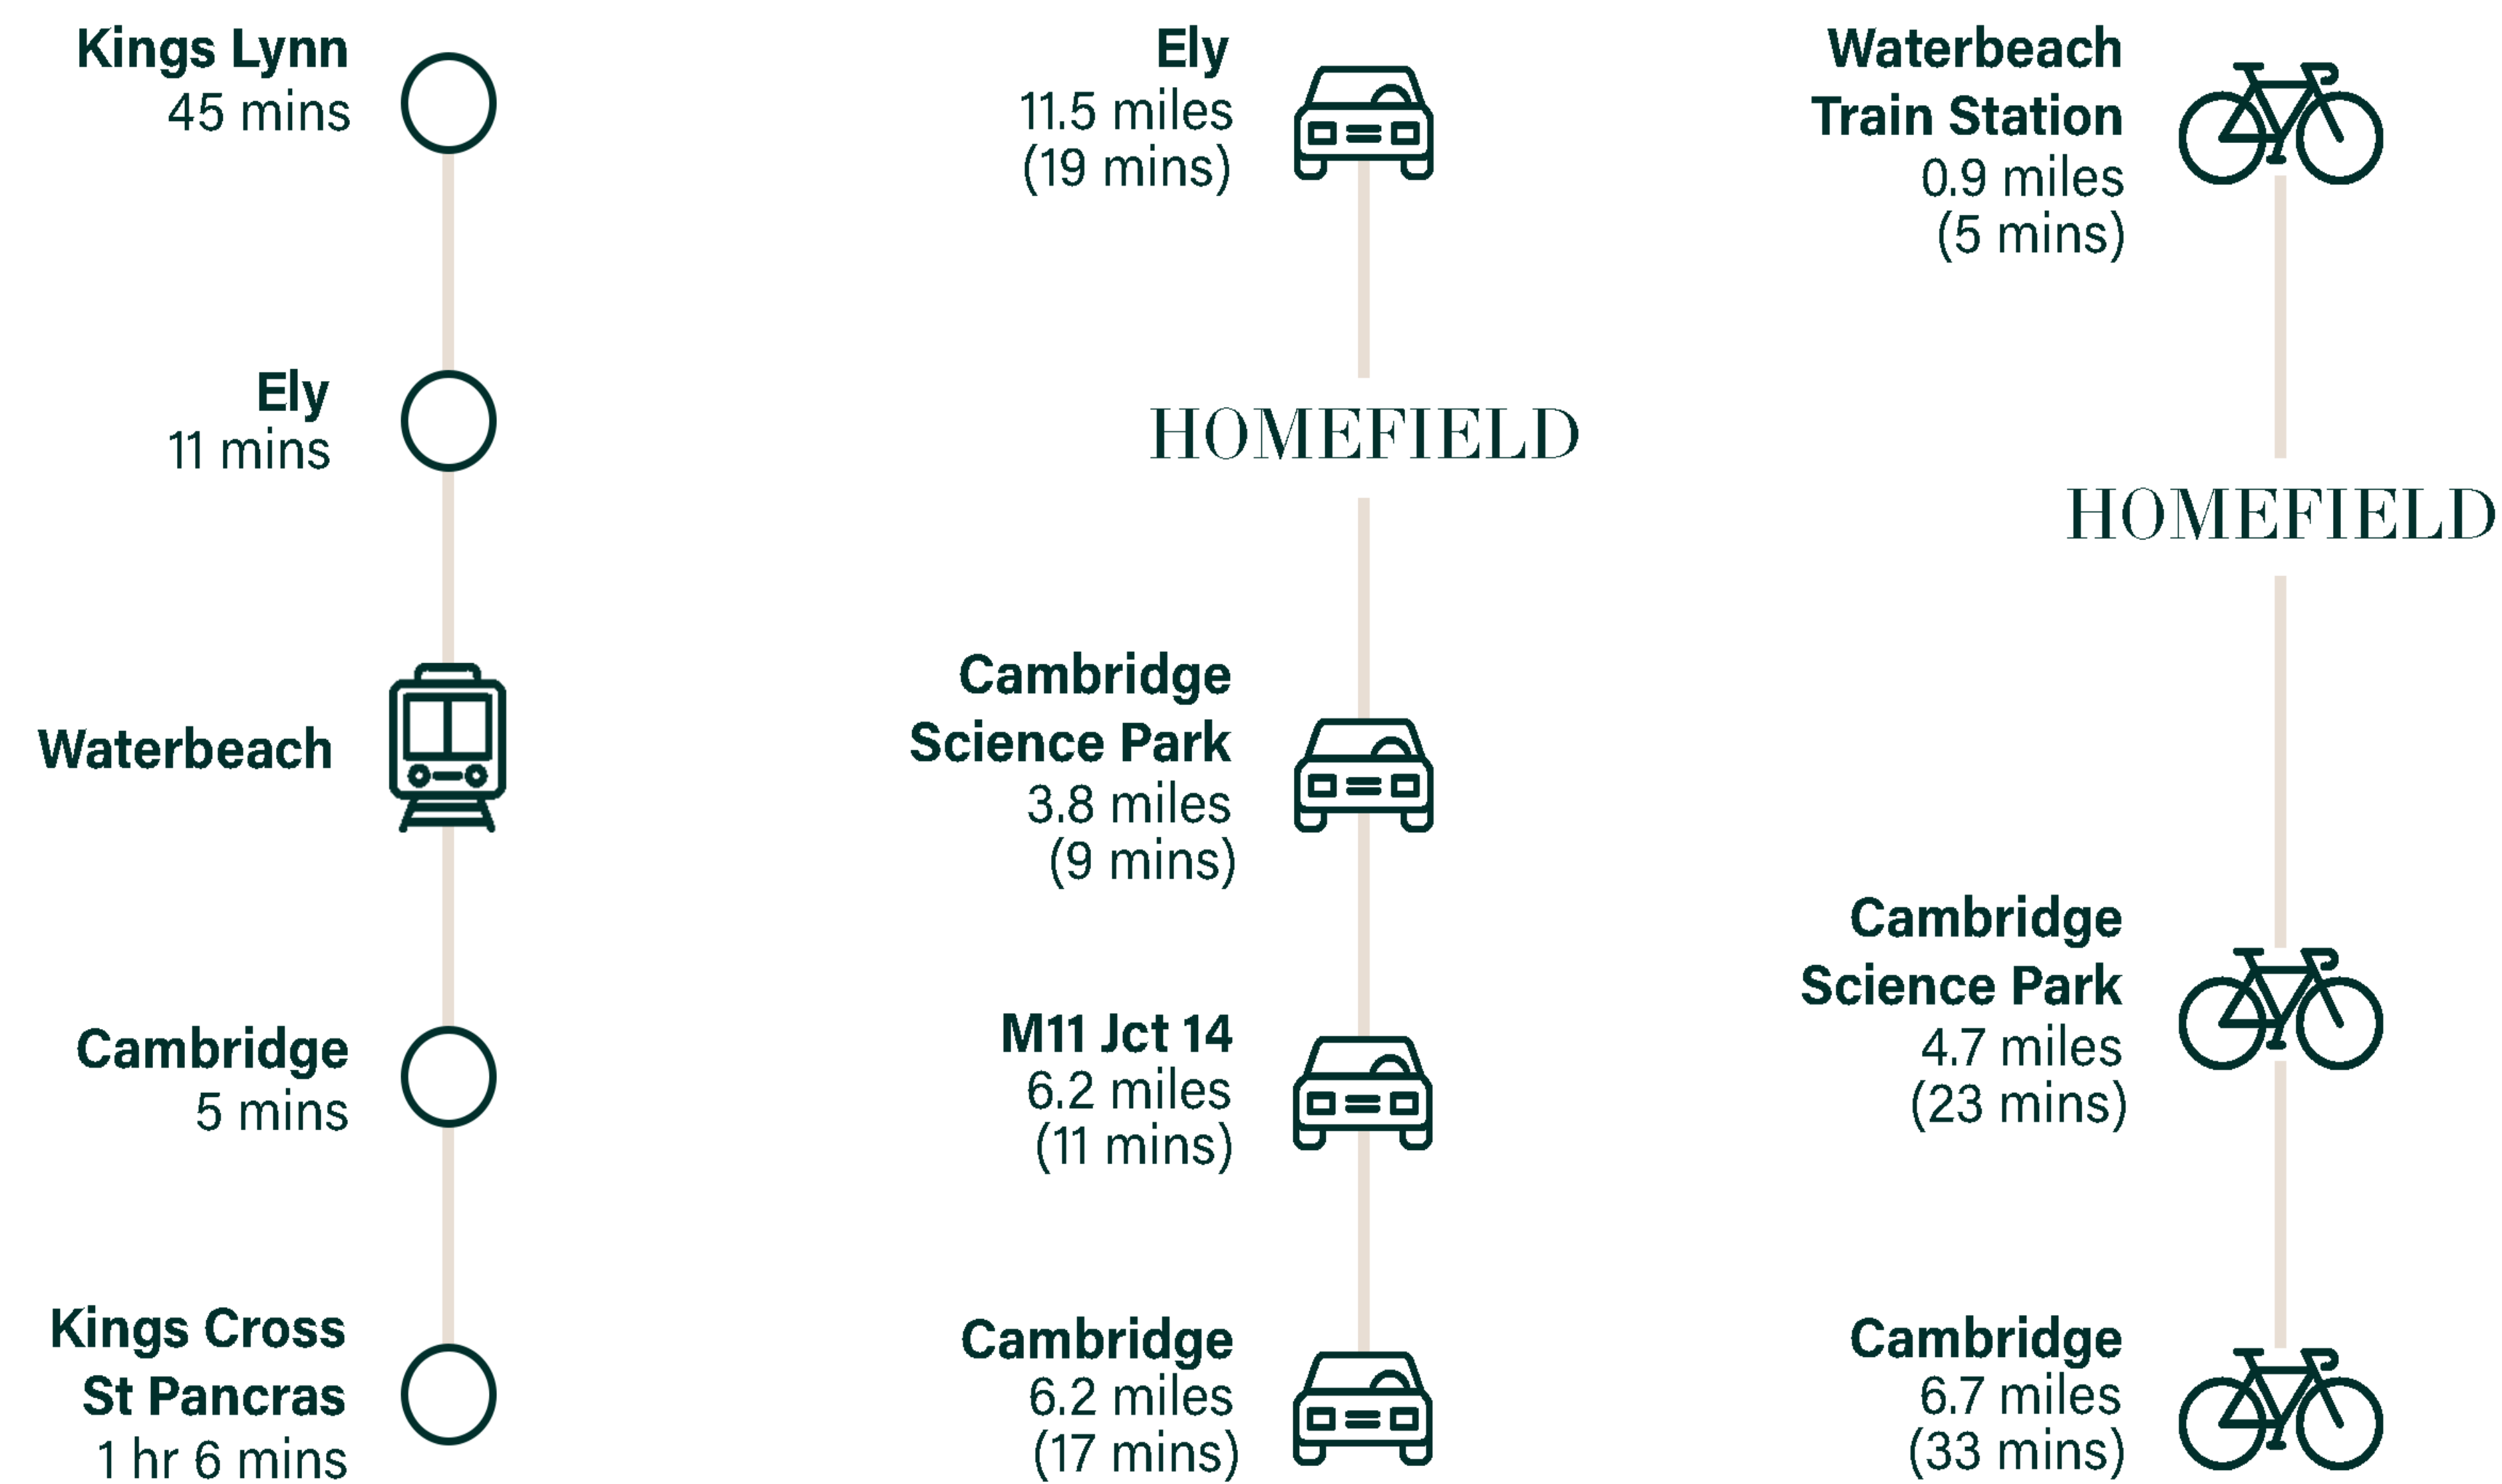 Kings Lynn
45 mins
Ely
11 mins
Waterbeach
Cambridge
5 mins
Kings Cross
St Pancras
1 hr 6 mins
Ely
11.5 miles
(19 mins)
HOMEFIELD
Cambridge
Science Park
3.8 miles
(9 mins)
M11 Jct 14
6.2 miles
(11 mins)
Cambridge
6.2 miles
(17 mins)
Waterbeach
Train Station
0.9 miles
(5 mins)
HOMEFIELD
Cambridge
Science Park
4.7 miles
(23 mins)
Cambridge
6.7 miles
(33 mins)